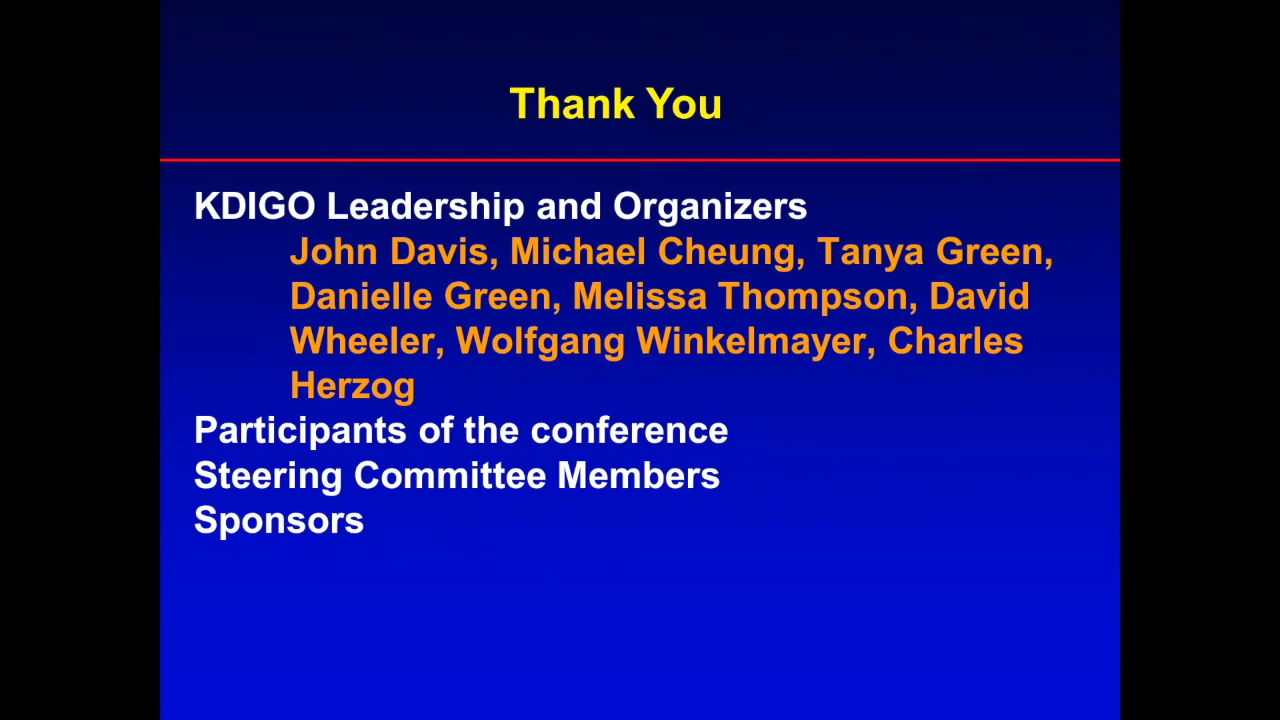 Thank You
KDIGO Leadership and Organizers
John Davis, Michael Cheung, Tanya Green,
Danielle Green, Melissa Thompson, David
Wheeler, Wolfgang Winkelmayer, Charles
Herzog
Participants of the conference
Steering Committee Members
Sponsors